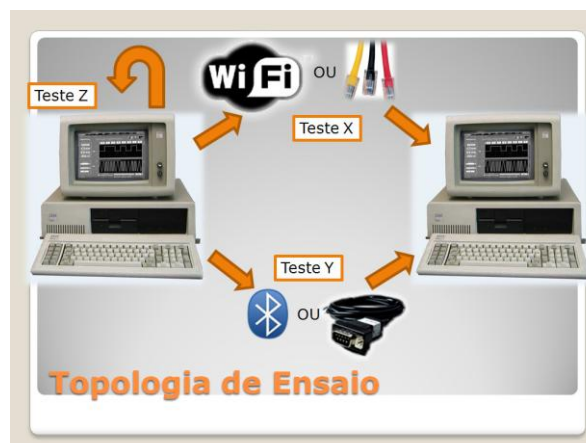 Wi Fi
OU
Teste Z
Teste X
Teste Y
OU
Topologia de Ensaio